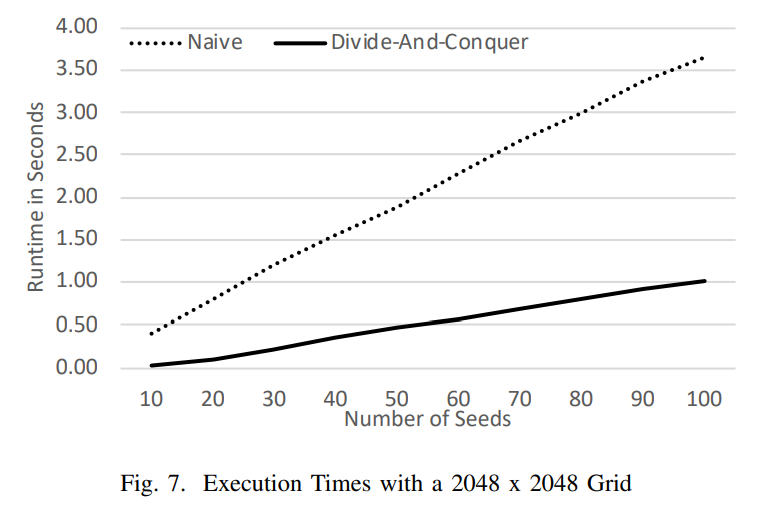 4.00
Naive Divide-And-Conquer
3.50
3.00
2.50
2.00
1.50
1.00
0.50
0.00
Runtime in Seconds
10 20 30 40 50 60 70 80 90 100
Number of Seeds
Fig. 7. Execution Times with a 2048 x 2048 Grid